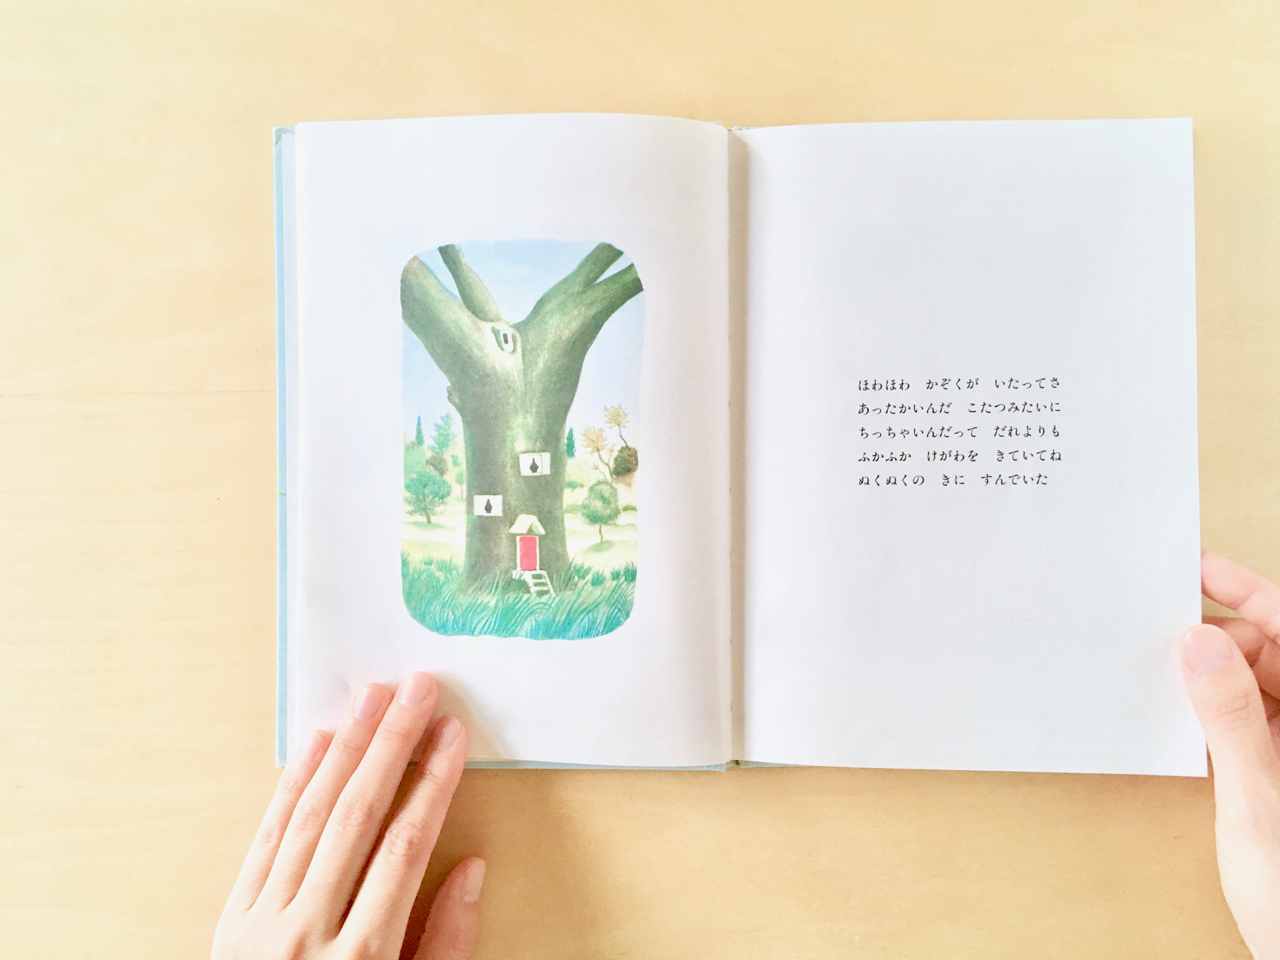 ほわほわ　かぞくが　いたってさ
あったかいんだ　こたつみたいに
ちっちゃいんだって　だれよりも
ふかふか　けがわを　きていてね
ぬくぬくの　きに　すんでいた